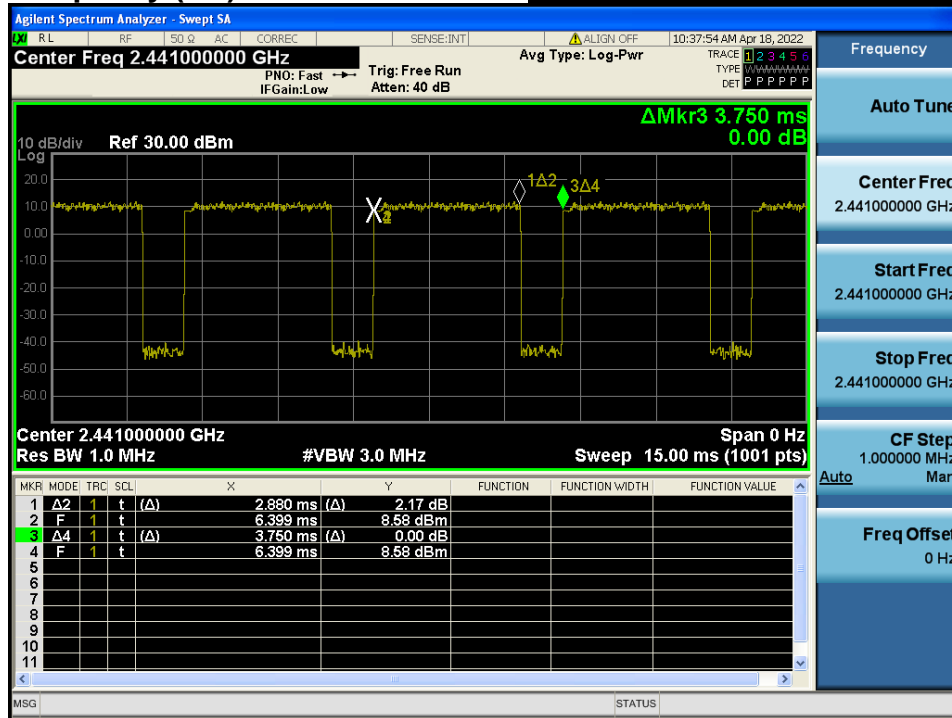 Agilent Spectrum Analyzer - Swept SA
LXI RL RF 50 Ω AC CORREC SENSE:INT ALIGN OFF 10:37:54 AM Apr 18, 2022
Center Freq 2.441000000 GHz
PNO: Fast
IFGain:Low
Trig: Free Run
Atten: 40 dB
Avg Type: Log-Pwr
TRACE 1 2 3 4 5 6
TYPE WWWWWW
DET P P P P P P
ΔMkr3 3.750 ms
0.00 dB
10 dB/div Ref 30.00 dBm
Log
20.0
10.0
0.00
-10.0
-20.0
-30.0
-40.0
-50.0
-60.0
1Δ2
3Δ4
Center 2.441000000 GHz Span 0 Hz
Res BW 1.0 MHz #VBW 3.0 MHz Sweep 15.00 ms (1001 pts)
MKR MODE TRC SCL X Y FUNCTION FUNCTION WIDTH FUNCTION VALUE
1 Δ2 1 t (Δ) 2.880 ms (Δ) 2.17 dB
2 F 1 t 6.399 ms 8.58 dBm
3 Δ4 1 t (Δ) 3.750 ms (Δ) 0.00 dB
4 F 1 t 6.399 ms 8.58 dBm
5
6
7
8
9
10
11
MSG STATUS
Frequency
Auto Tune
Center Freq
2.441000000 GHz
Start Freq
2.441000000 GHz
Stop Freq
2.441000000 GHz
CF Step
1.000000 MHz
Auto Man
Freq Offset
0 Hz